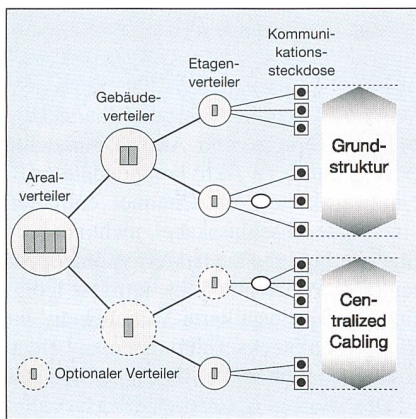 Kommuni-
kations-
steckdose
Etagen-
verteiler
Gebäude-
verteiler
Areal-
verteiler
Grund-
struktur
Cen-
tralized
Cabling
Optionaler Verteiler